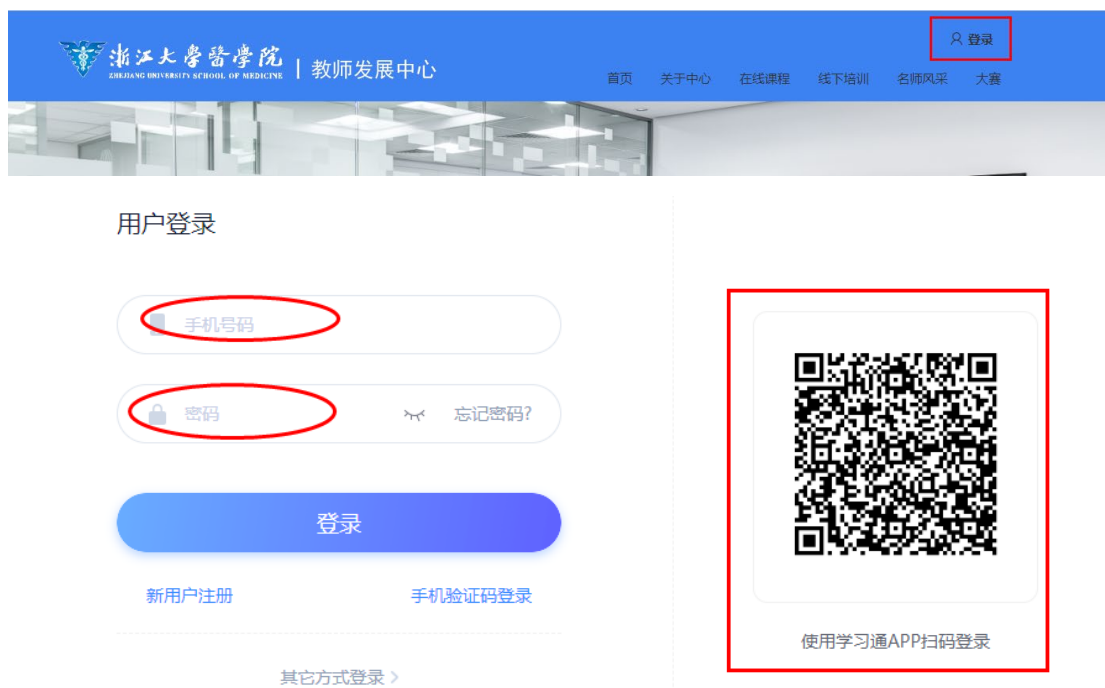 登录
浙江大學醫學院
ZHEJIANG UNIVERSITY SCHOOL OF MEDICINE
教师发展中心
首页 关于中心 在线课程 线下培训 名师风采 大赛
用户登录
手机号码
密码 忘记密码?
登录
新用户注册 手机验证码登录
其它方式登录
使用学习通APP扫码登录